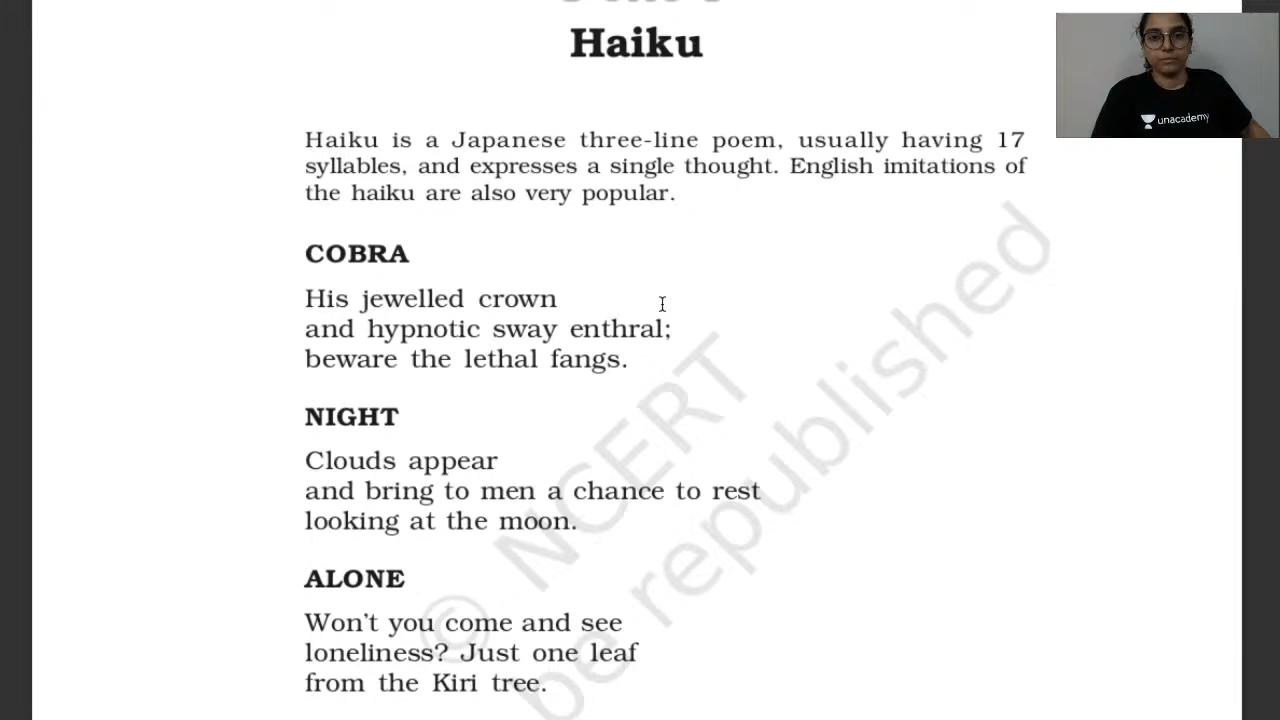 Haiku
unacademy
Haiku is a Japanese three-line poem, usually having 17
syllables, and expresses a single thought. English imitations of
the haiku are also very popular.
COBRA
His jewelled crown
and hypnotic sway enthral;
beware the lethal fangs.
NIGHT
Clouds appear
and bring to men a chance to rest
looking at the moon.
ALONE
Won't you come and see
loneliness? Just one leaf
from the Kiri tree.
© NCERT
be republished